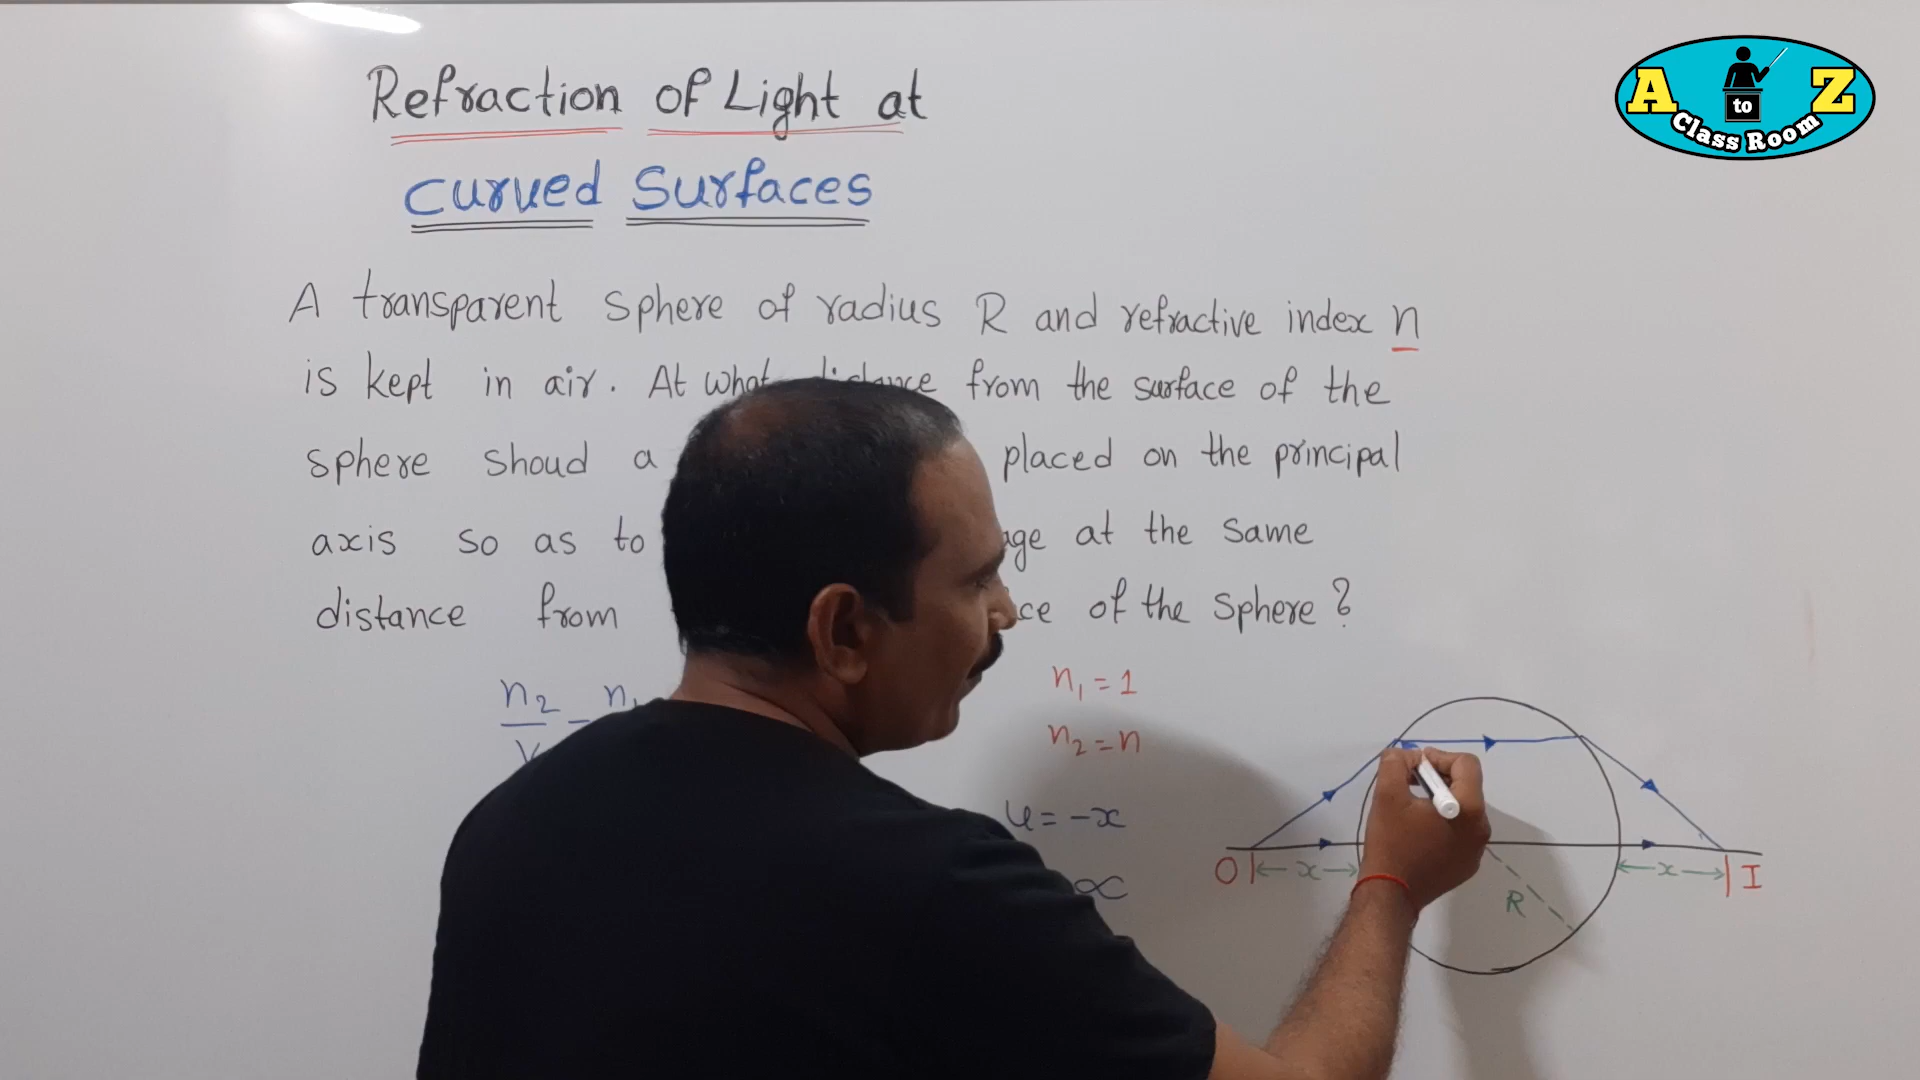 Refraction of Light at
curved Surfaces
A transparent Sphere of radius R and refractive index n
is kept in air. At what distance from the surface of the
sphere shoud a placed on the principal
axis so as to at the same
distance from of the sphere?
n2 n1 n1 = 1
n2 = n
u = -x
∞
O x R x I
A to Z
Class Room